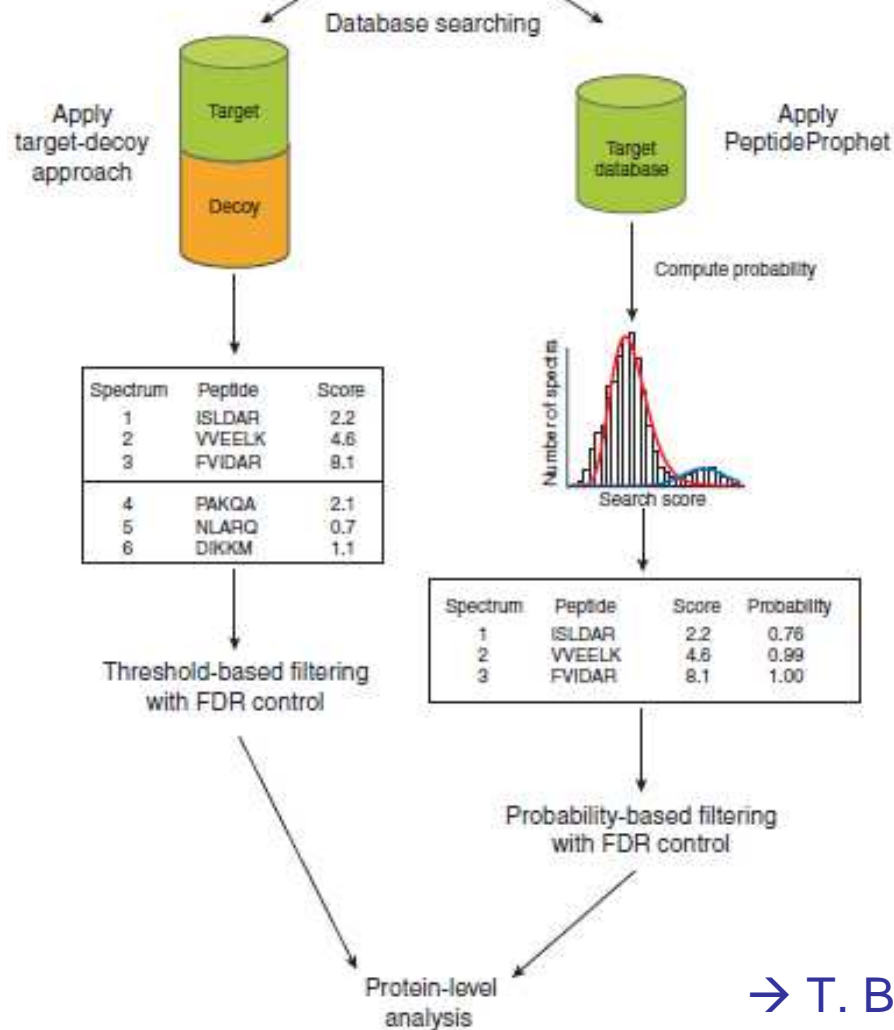 Database searching
Apply
target-decoy
approach
Target
Decoy
Apply
PeptideProphet
Target
database
Compute probability
Spectrum Peptide Score
1 ISLDAR 2.2
2 VVEELK 4.6
3 FVIDAR 8.1
4 PAKQA 2.1
5 NLARQ 0.7
6 DIKKM 1.1
Number of spectra
Search score
Spectrum Peptide Score Probability
1 ISLDAR 2.2 0.76
2 VVEELK 4.6 0.99
3 FVIDAR 8.1 1.00
Threshold-based filtering
with FDR control
Probability-based filtering
with FDR control
Protein-level
analysis
→ T. B